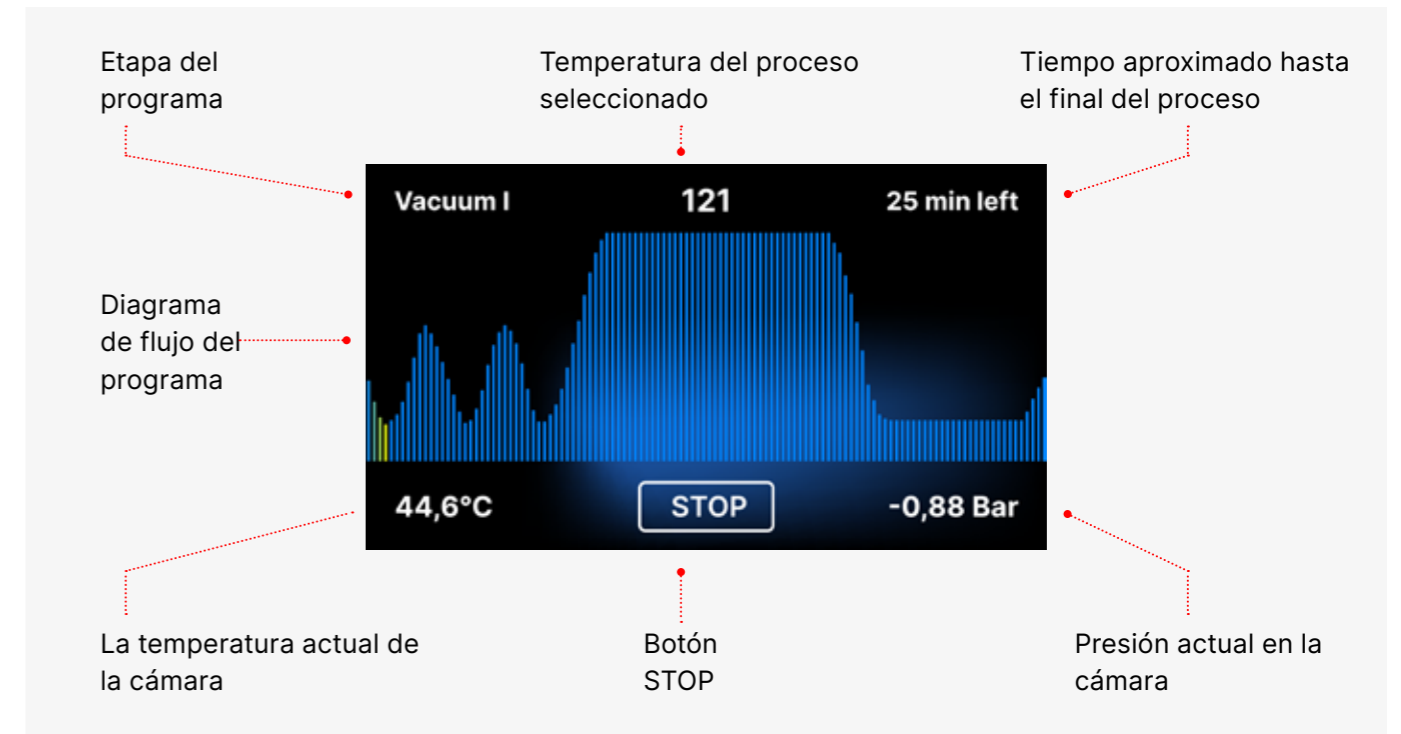 Etapa del
programa
Temperatura del proceso
seleccionado
Tiempo aproximado hasta
el final del proceso
Vacuum I
121
25 min left
Diagrama
de flujo del
programa
44,6°C
STOP
-0,88 Bar
La temperatura actual de
la cámara
Botón
STOP
Presión actual en la
cámara